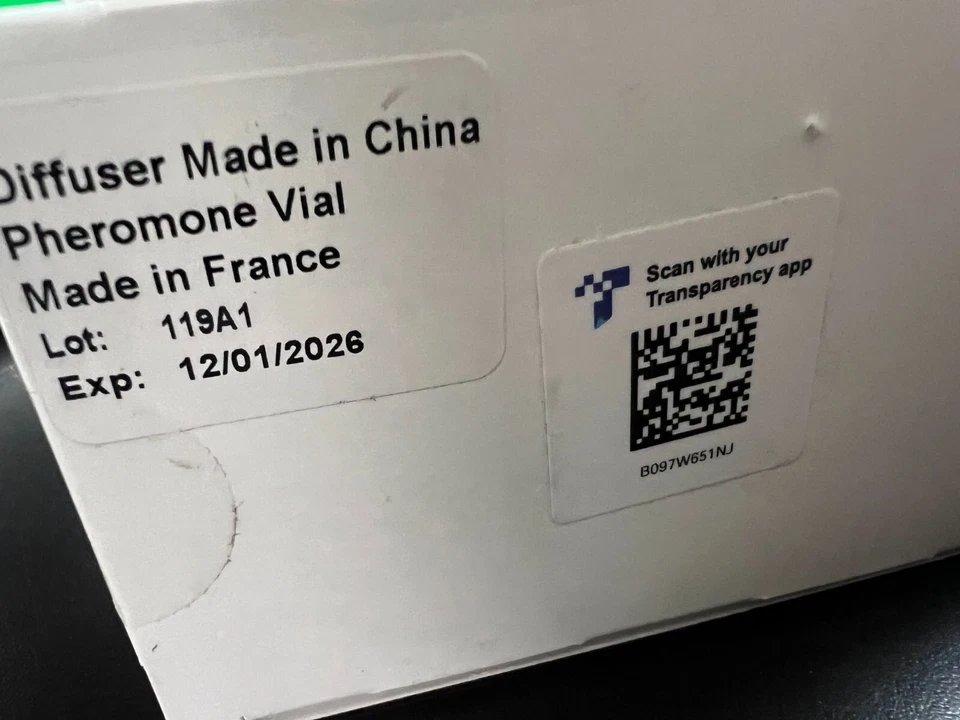 Diffuser Made in China
Pheromone Vial
Made in France
Lot: 119A1
Exp: 12/01/2026
Scan with your
Transparency app
B097W651NJ